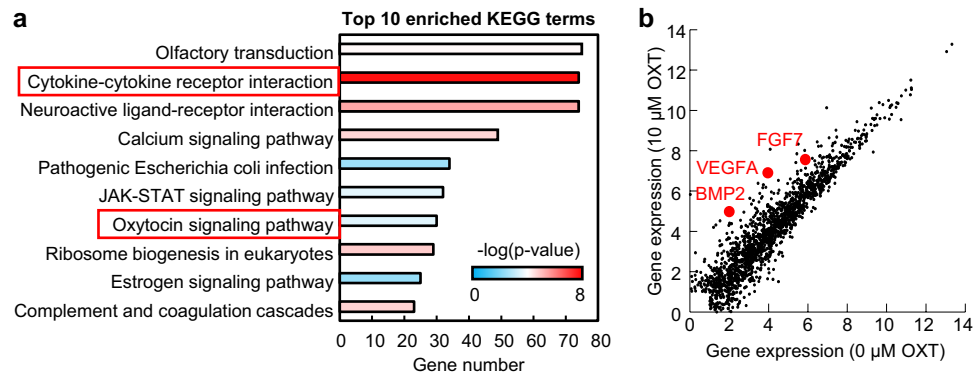 a
Top 10 enriched KEGG terms
Olfactory transduction
Cytokine-cytokine receptor interaction
Neuroactive ligand-receptor interaction
Calcium signaling pathway
Pathogenic Escherichia coli infection
JAK-STAT signaling pathway
Oxytocin signaling pathway
Ribosome biogenesis in eukaryotes
Estrogen signaling pathway
Complement and coagulation cascades
-log(p-value)
0 8
0 10 20 30 40 50 60 70 80
Gene number
b
Gene expression (10 μM OXT)
14
12
10
8
6
4
2
0
FGF7
VEGFA
BMP2
0 2 4 6 8 10 12 14
Gene expression (0 μM OXT)